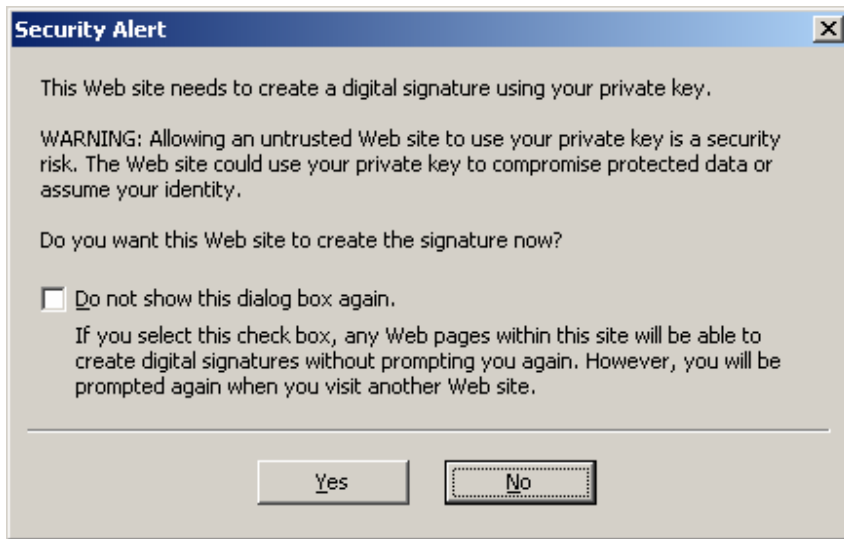 Security Alert
This Web site needs to create a digital signature using your private key.
WARNING: Allowing an untrusted Web site to use your private key is a security
risk. The Web site could use your private key to compromise protected data or
assume your identity.
Do you want this Web site to create the signature now?
Do not show this dialog box again.
If you select this check box, any Web pages within this site will be able to
create digital signatures without prompting you again. However, you will be
prompted again when you visit another Web site.
Yes
No